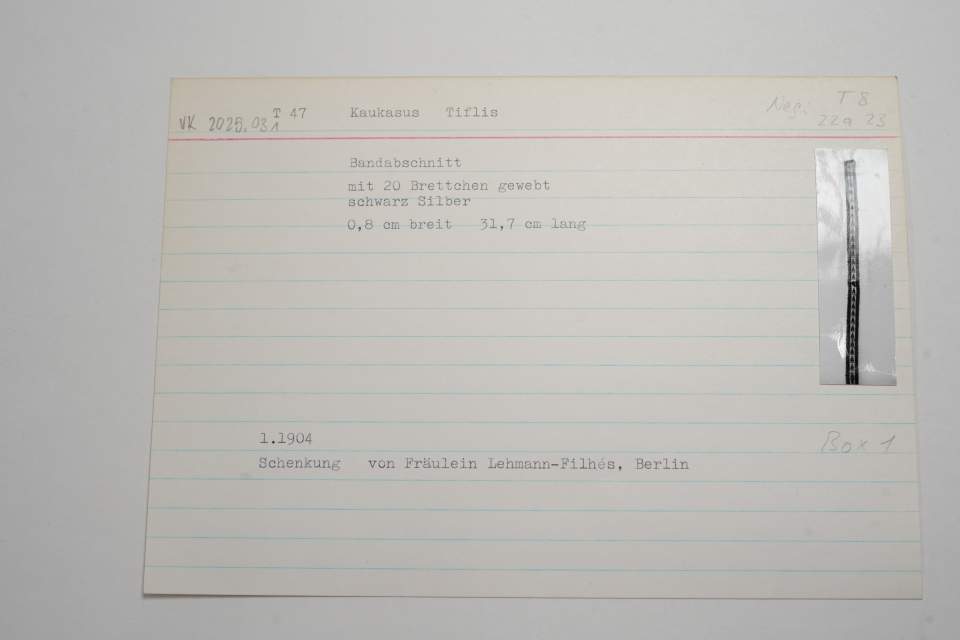 T 47 Kaukasus Tiflis Neg. T 8
VK 2025.031 22a 23
Bandabschnitt
mit 20 Brettchen gewebt
schwarz Silber
0,8 cm breit 31,7 cm lang
1.1904 Box 1
Schenkung von Fräulein Lehmann-Filhés, Berlin